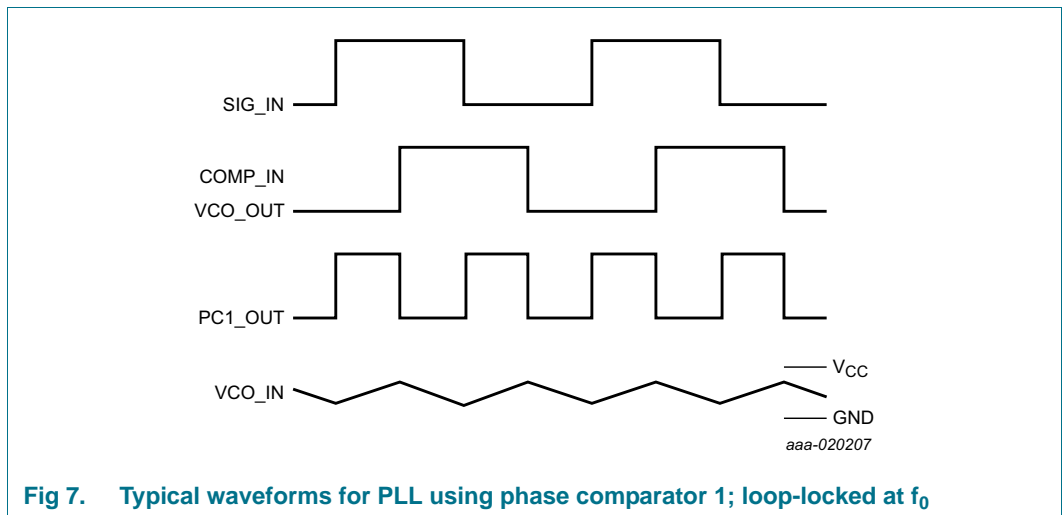 SIG_IN
COMP_IN
VCO_OUT
PC1_OUT
VCO_IN
VCC
GND
aaa-020207
Fig 7. Typical waveforms for PLL using phase comparator 1; loop-locked at f0